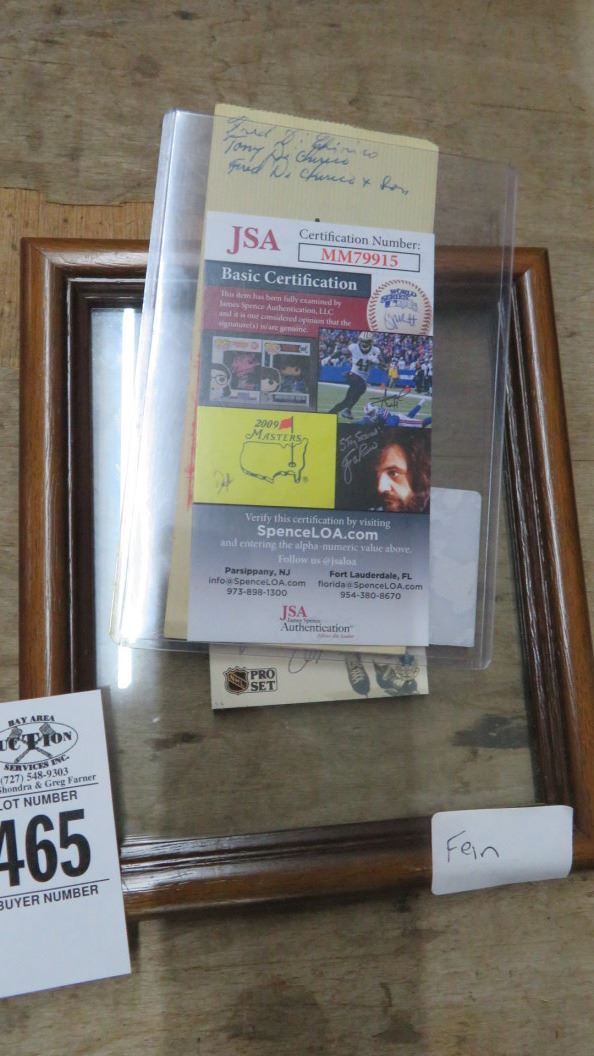 Fred Di Chirico
Tony Di Chirico
Fred Di Chirico & Son
JSA
Certification Number:
MM79915
Basic Certification
This item has been fully examined by
James Spence Authentication, LLC
and it is our considered opinion that the
signature(s) is/are genuine.
WORLD
SERIES
2009
MASTERS
Verify this certification by visiting
SpenceLOA.com
and entering the alpha-numeric value above.
Follow us @jsaloa
Parsippany, NJ
info@SpenceLOA.com
973-898-1300
Fort Lauderdale, FL
florida@SpenceLOA.com
954-380-8670
JSA
James Spence
Authentication
NHL
PRO
SET
BAY AREA
AUCTION
SERVICES INC.
(727) 548-9303
Shondra & Greg Farner
LOT NUMBER
465
BUYER NUMBER
Fein